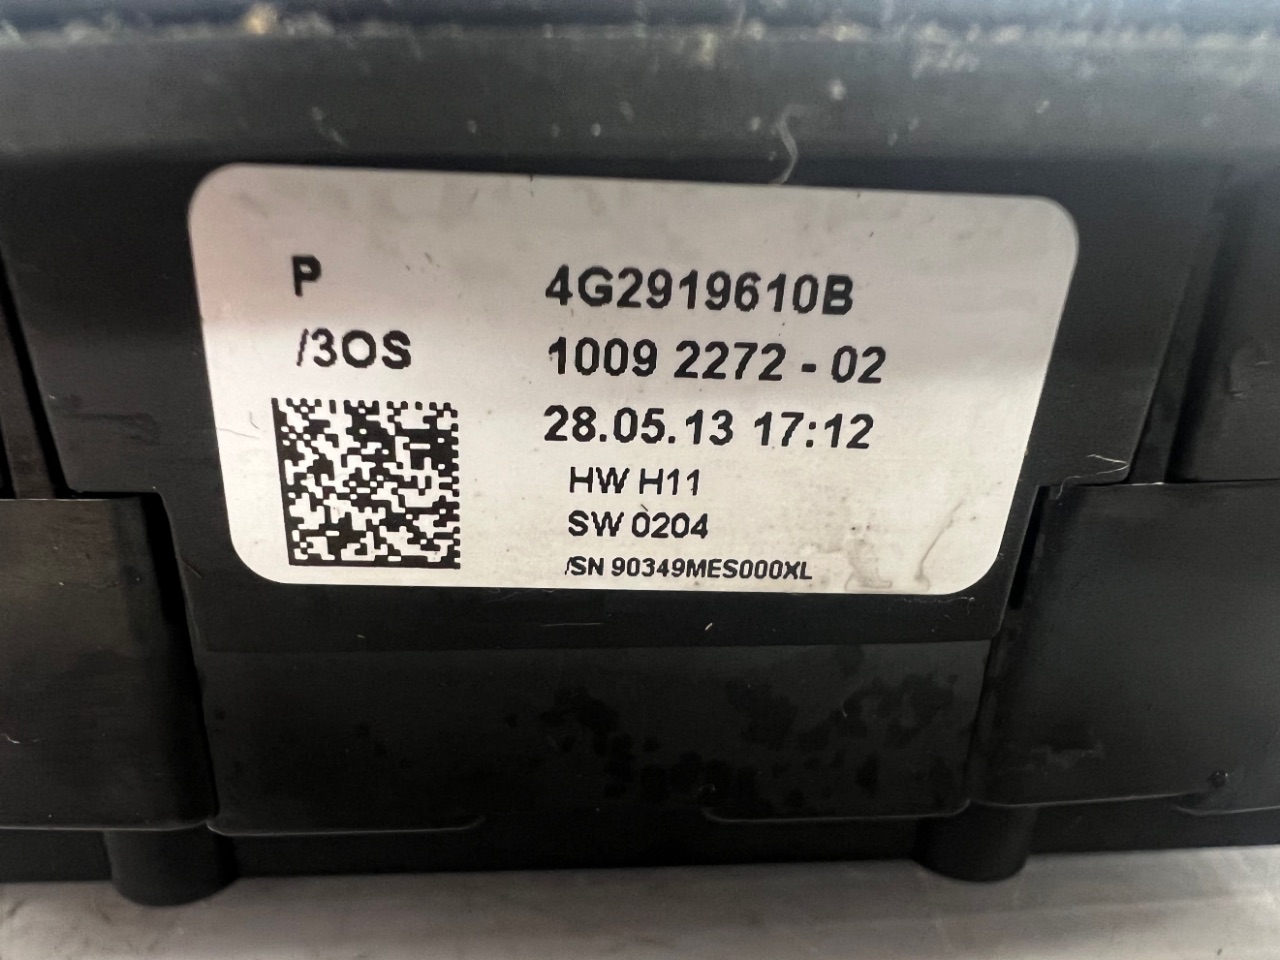 P 4G2919610B
/3OS 1009 2272 - 02
28.05.13 17:12
HW H11
SW 0204
/SN 90349MES000XL